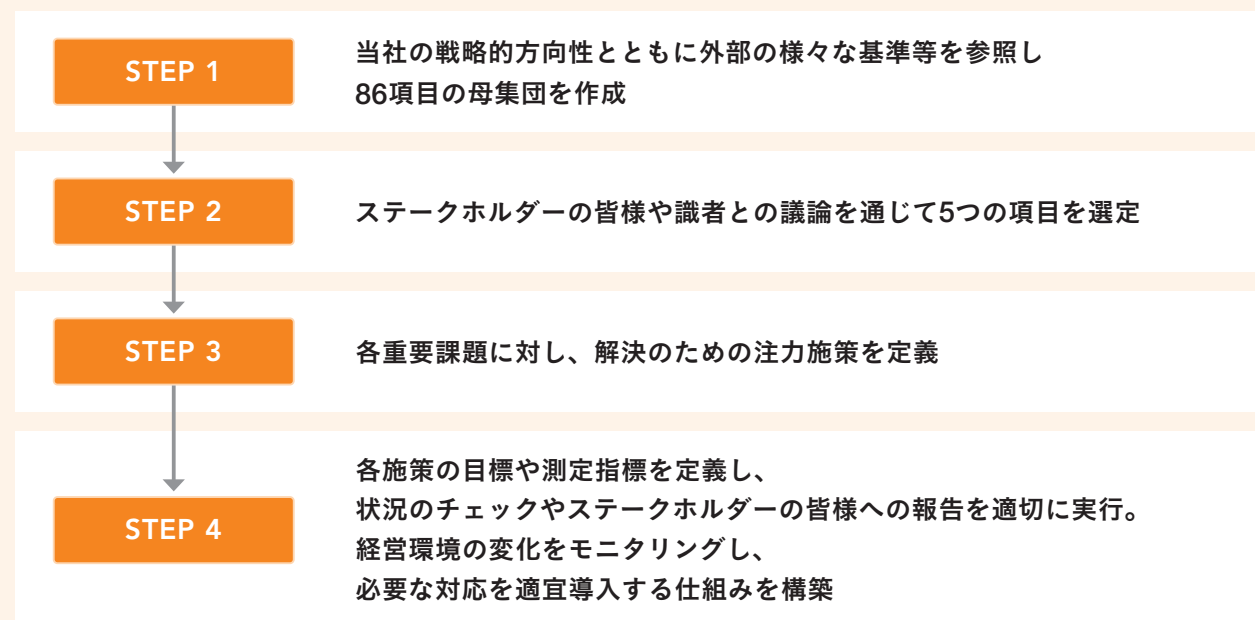 STEP 1
当社の戦略的方向性とともに外部の様々な基準等を参照し
86項目の母集団を作成
STEP 2
ステークホルダーの皆様や識者との議論を通じて5つの項目を選定
STEP 3
各重要課題に対し、解決のための注力施策を定義
STEP 4
各施策の目標や測定指標を定義し、
状況のチェックやステークホルダーの皆様への報告を適切に実行。
経営環境の変化をモニタリングし、
必要な対応を適宜導入する仕組みを構築